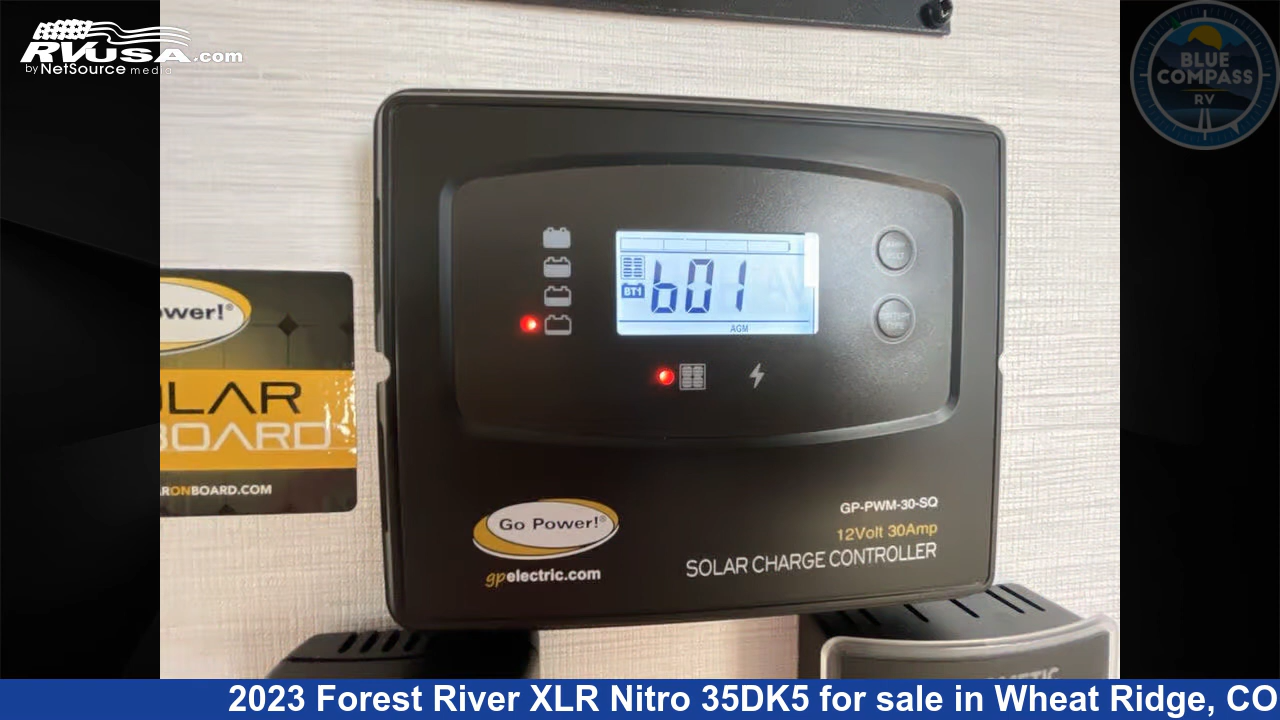 RVUSA.com
by NetSource media
BLUE
COMPASS
RV
b01
BT1
AGM
wer!®
LAR
BOARD
RONBOARD.COM
GP-PWM-30-SQ
12Volt 30Amp
SOLAR CHARGE CONTROLLER
Go Power!®
gpelectric.com
2023 Forest River XLR Nitro 35DK5 for sale in Wheat Ridge, CO